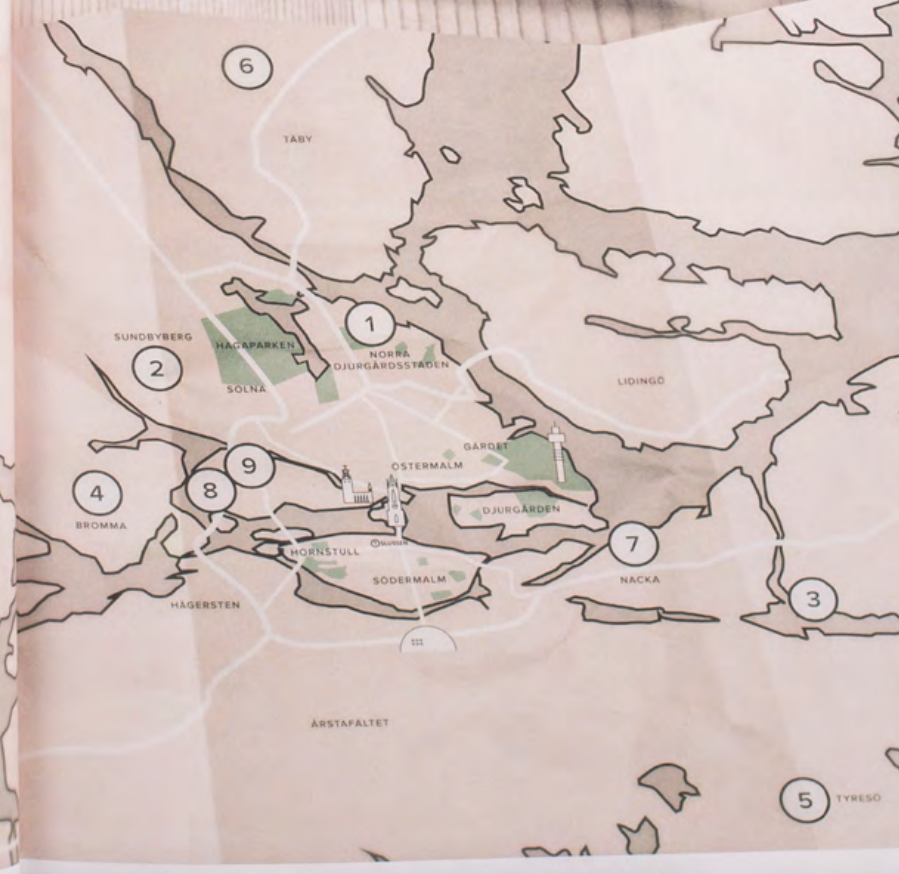 6
TÄBY
1
SUNDBYBERG
HAGAPARKEN
NORRA
DJURGÅRDSSTADEN
2
SOLNA
LIDINGÖ
GÄRDET
9
ÖSTERMALM
8
4
DJURGÅRDEN
BROMMA
SLUSSEN
7
HORNSTULL
SÖDERMALM
NACKA
3
HÄGERSTEN
ÅRSTAFÄLTET
5 TYRESÖ